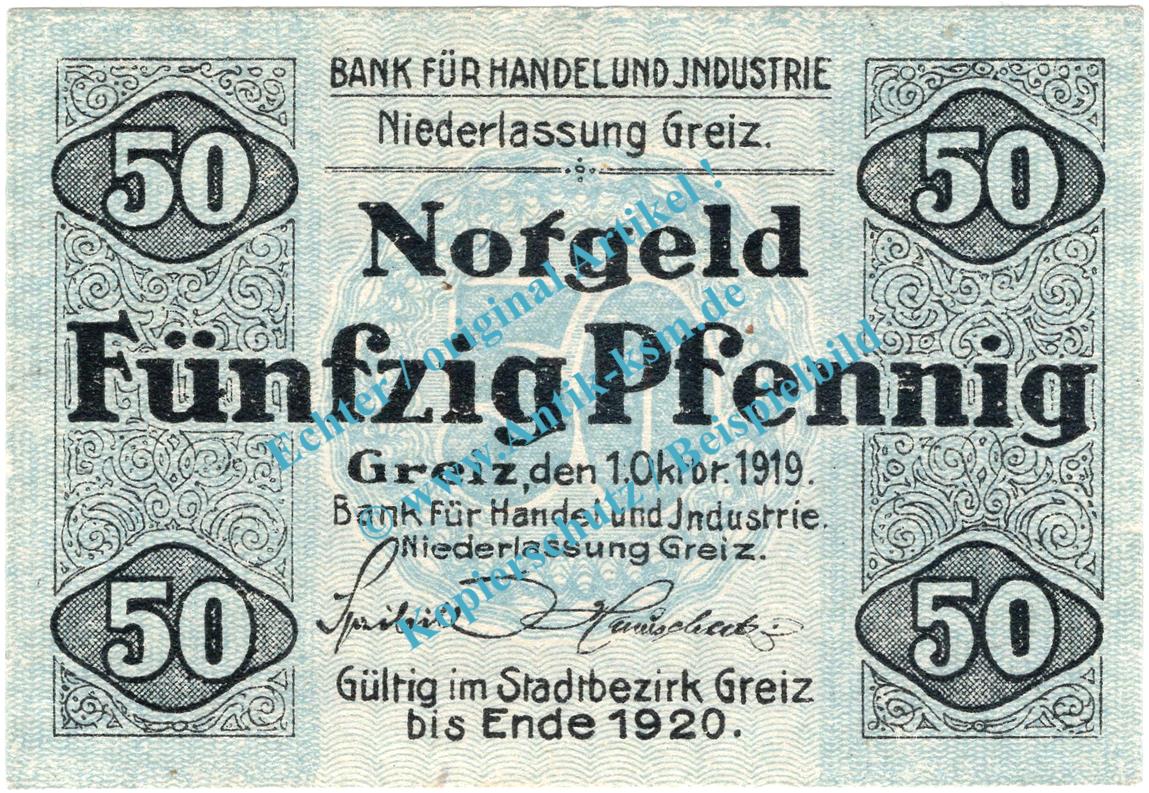 BANK FÜR HANDEL UND JNDUSTRIE
Niederlassung Greiz.
50
50
Notgeld
Fünfzig Pfennig
Greiz, den 1. Oktbr. 1919.
Bank für Handel und Jndustrie.
Niederlassung Greiz.
50
50
Gültig im Stadtbezirk Greiz
bis Ende 1920.
50
Echter / original Artikel !
© www.Antik-ksm.de
Kopierschutz / Beispielbild